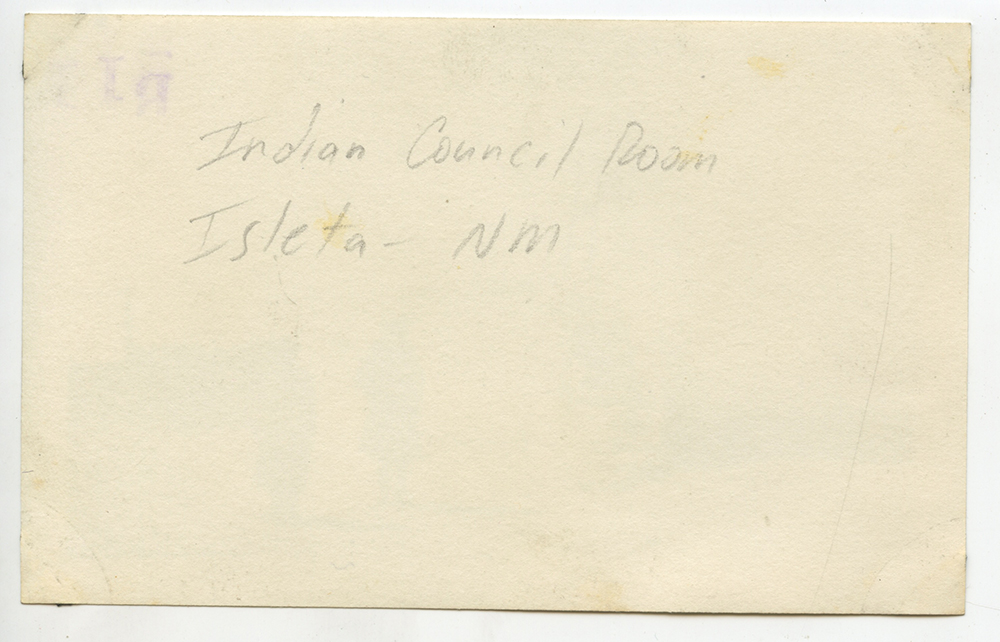 Indian Council Room
Isleta - NM